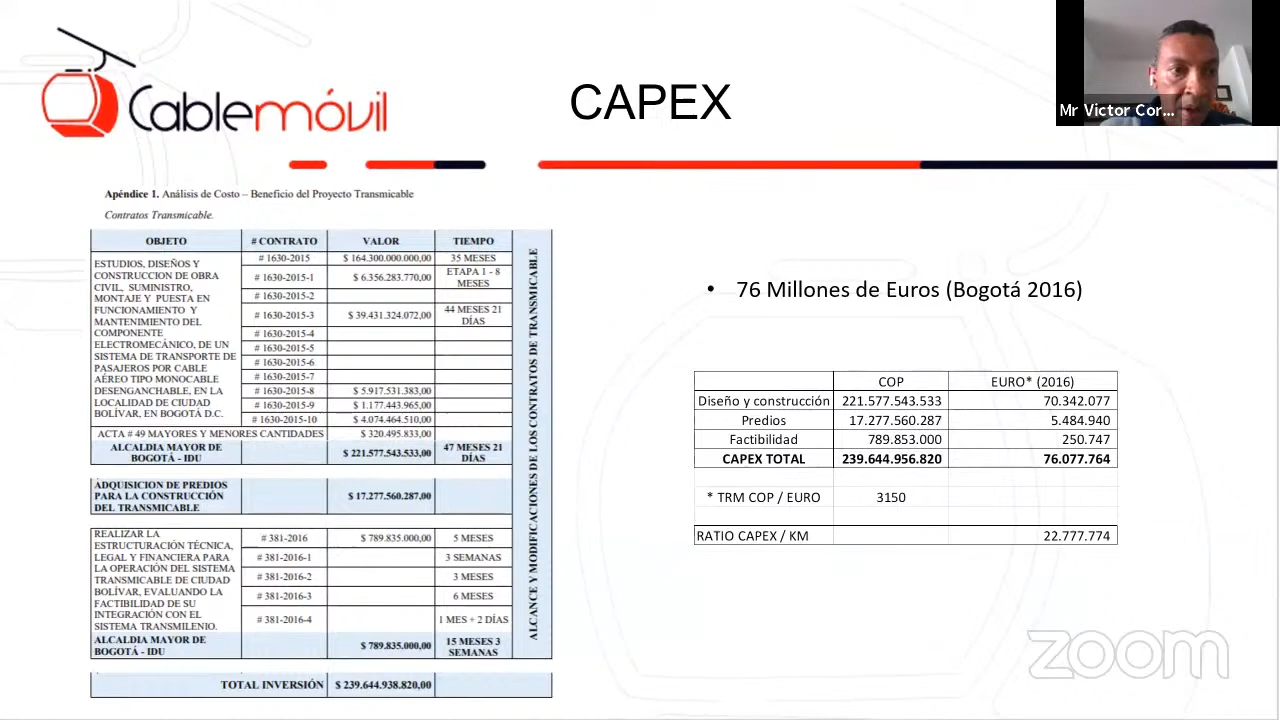 Cablemóvil
CAPEX
Mr Victor Cor...
Apéndice 1. Análisis de Costo – Beneficio del Proyecto Transmicable
Contratos Transmicable.
OBJETO # CONTRATO VALOR TIEMPO
ESTUDIOS, DISEÑOS Y
CONSTRUCCION DE OBRA
CIVIL, SUMINISTRO,
MONTAJE Y PUESTA EN
FUNCIONAMIENTO Y
MANTENIMIENTO DEL
COMPONENTE
ELECTROMECÁNICO, DE UN
SISTEMA DE TRANSPORTE DE
PASAJEROS POR CABLE
AÉREO TIPO MONOCABLE
DESENGANCHABLE, EN LA
LOCALIDAD DE CIUDAD
BOLÍVAR, EN BOGOTÁ D.C.
# 1630-2015 $ 164.300.000.000,00 35 MESES
# 1630-2015-1 $ 6.356.283.770,00 ETAPA 1 - 8
MESES
# 1630-2015-2
# 1630-2015-3 $ 39.431.324.072,00 44 MESES 21
DÍAS
# 1630-2015-4
# 1630-2015-5
# 1630-2015-6
# 1630-2015-7
# 1630-2015-8 $ 5.917.531.383,00
# 1630-2015-9 $ 1.177.443.965,00
# 1630-2015-10 $ 4.074.464.510,00
ACTA # 49 MAYORES Y MENORES CANTIDADES $ 320.495.833,00
ALCALDIA MAYOR DE
BOGOTÁ - IDU
$ 221.577.543.533,00 47 MESES 21
DÍAS
ADQUISICION DE PREDIOS
PARA LA CONSTRUCCIÓN
DEL TRANSMICABLE
$ 17.277.560.287,00
REALIZAR LA
ESTRUCTURACIÓN TÉCNICA,
LEGAL Y FINANCIERA PARA
LA OPERACIÓN DEL SISTEMA
TRANSMICABLE DE CIUDAD
BOLÍVAR, EVALUANDO LA
FACTIBILIDAD DE SU
INTEGRACIÓN CON EL
SISTEMA TRANSMILENIO.
# 381-2016 $ 789.835.000,00 5 MESES
# 381-2016-1 3 SEMANAS
# 381-2016-2 3 MESES
# 381-2016-3 6 MESES
# 381-2016-4 1 MES + 2 DÍAS
ALCALDIA MAYOR DE
BOGOTÁ - IDU
$ 789.835.000,00 15 MESES 3
SEMANAS
TOTAL INVERSIÓN $ 239.644.938.820,00
ALCANCE Y MODIFICACIONES DE LOS CONTRATOS DE TRANSMICABLE
• 76 Millones de Euros (Bogotá 2016)
COP EURO* (2016)
Diseño y construcción 221.577.543.533 70.342.077
Predios 17.277.560.287 5.484.940
Factibilidad 789.853.000 250.747
CAPEX TOTAL 239.644.956.820 76.077.764
* TRM COP / EURO 3150
RATIO CAPEX / KM 22.777.774
zoom